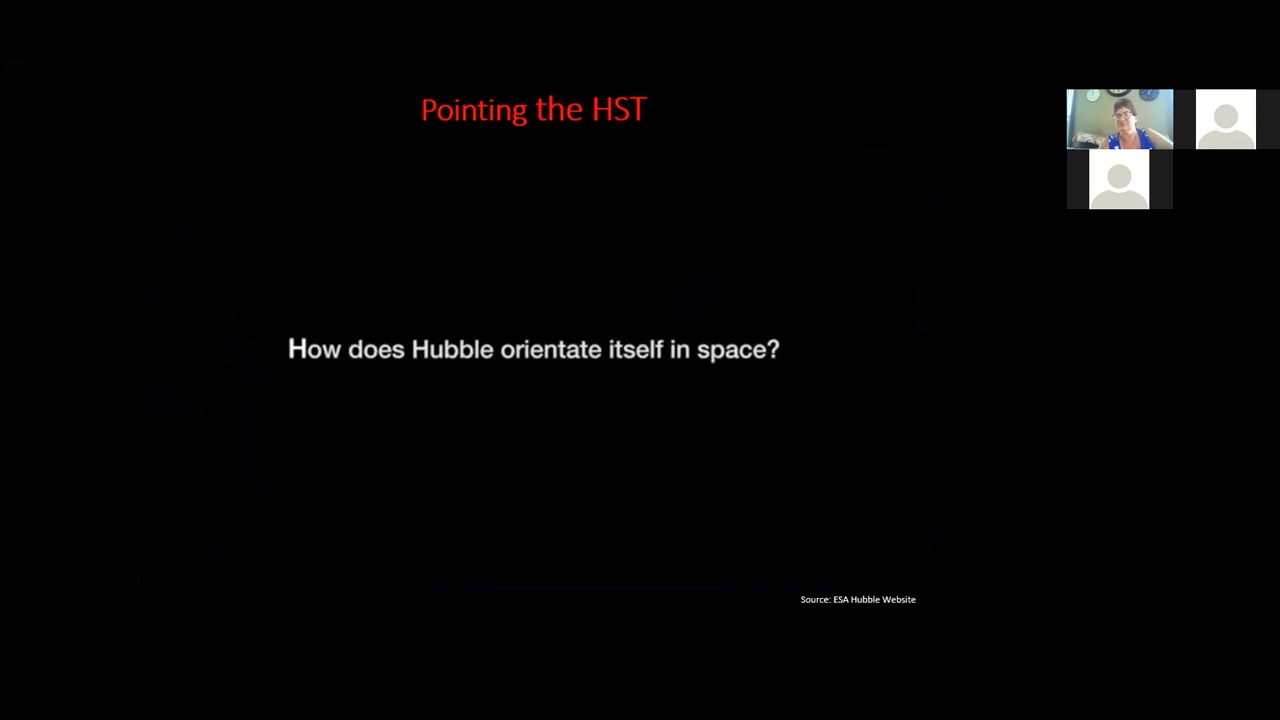 Pointing the HST
How does Hubble orientate itself in space?
Source: ESA Hubble Website